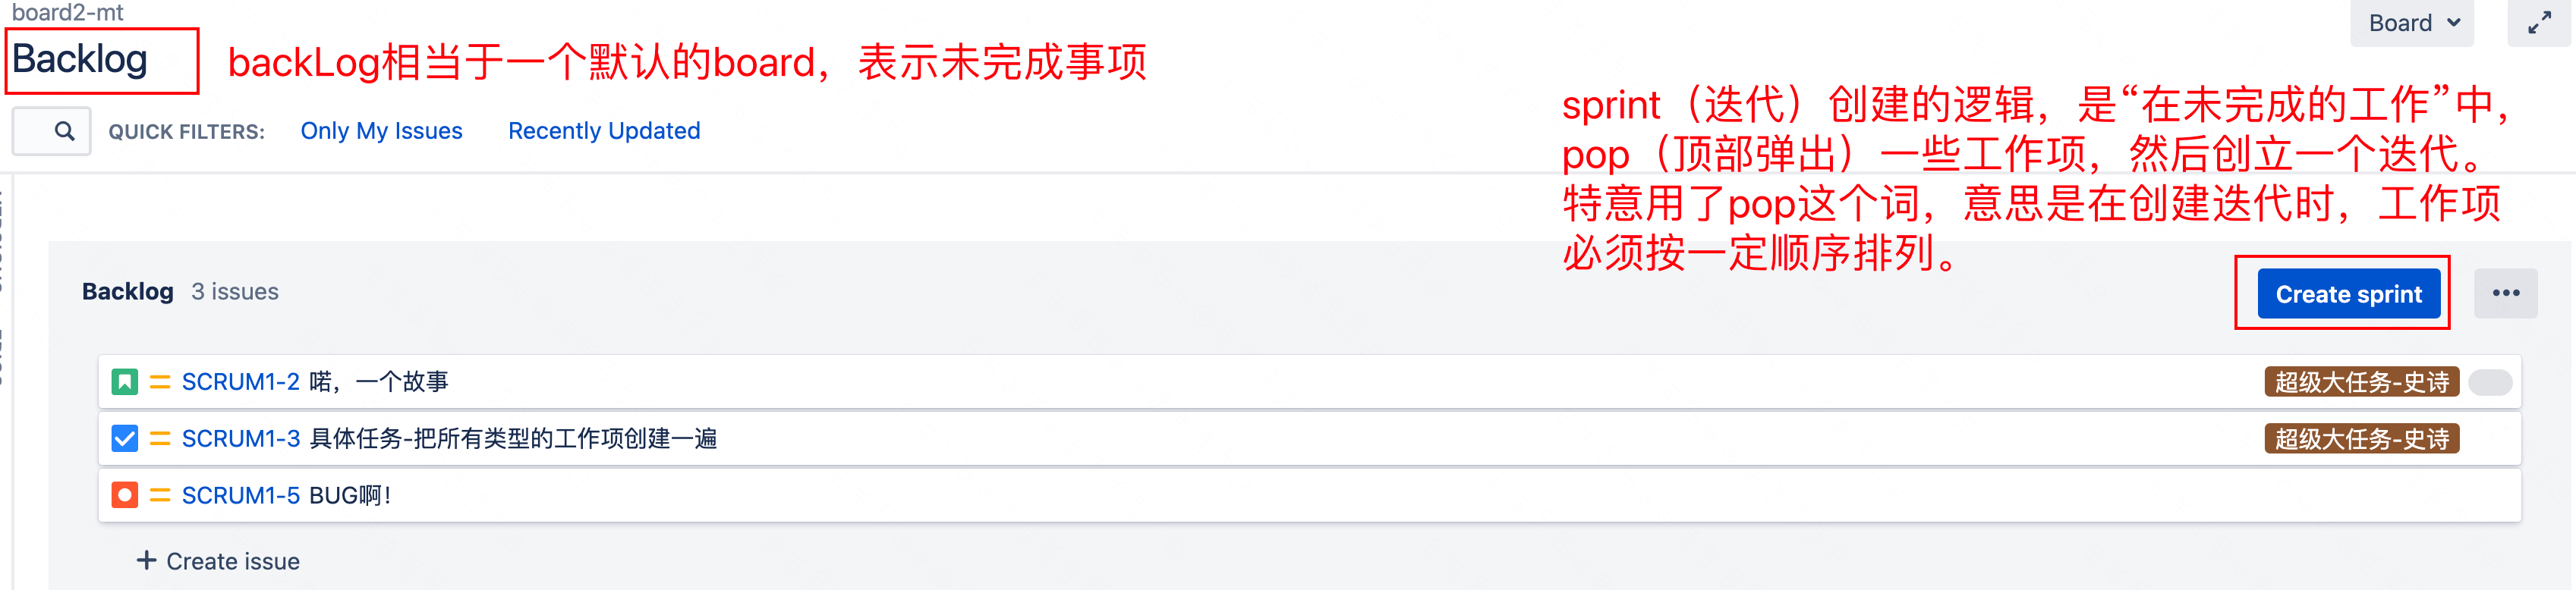 board2-mt
Board
Backlog
backLog相当于一个默认的board，表示未完成事项
sprint（迭代）创建的逻辑，是“在未完成的工作”中，
pop（顶部弹出）一些工作项，然后创立一个迭代。
特意用了pop这个词，意思是在创建迭代时，工作项
必须按一定顺序排列。
QUICK FILTERS: Only My Issues Recently Updated
Backlog 3 issues
Create sprint
SCRUM1-2 喏，一个故事 超级大任务-史诗
SCRUM1-3 具体任务-把所有类型的工作项创建一遍 超级大任务-史诗
SCRUM1-5 BUG啊！
+ Create issue